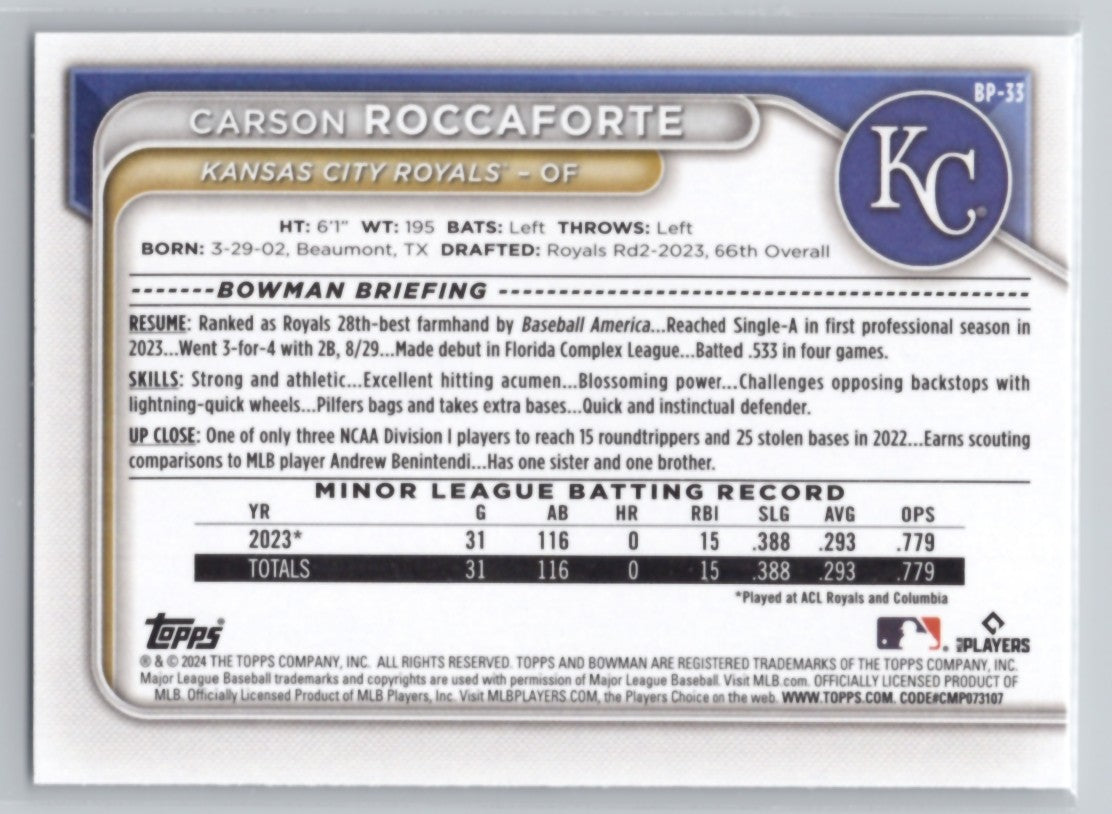 BP-33
CARSON ROCCAFORTE
KC
KANSAS CITY ROYALS™ - OF
HT: 6'1" WT: 195 BATS: Left THROWS: Left
BORN: 3-29-02, Beaumont, TX DRAFTED: Royals Rd2-2023, 66th Overall
BOWMAN BRIEFING
RESUME: Ranked as Royals 28th-best farmhand by Baseball America...Reached Single-A in first professional season in
2023...Went 3-for-4 with 2B, 8/29...Made debut in Florida Complex League...Batted .533 in four games.
SKILLS: Strong and athletic...Excellent hitting acumen...Blossoming power...Challenges opposing backstops with
lightning-quick wheels...Pilfers bags and takes extra bases...Quick and instinctual defender.
UP CLOSE: One of only three NCAA Division I players to reach 15 roundtrippers and 25 stolen bases in 2022...Earns scouting
comparisons to MLB player Andrew Benintendi...Has one sister and one brother.
MINOR LEAGUE BATTING RECORD
YR G AB HR RBI SLG AVG OPS
2023* 31 116 0 15 .388 .293 .779
TOTALS 31 116 0 15 .388 .293 .779
*Played at ACL Royals and Columbia
TOPPS® PLAYERS
® & © 2024 THE TOPPS COMPANY, INC. ALL RIGHTS RESERVED. TOPPS AND BOWMAN ARE REGISTERED TRADEMARKS OF THE TOPPS COMPANY, INC.
Major League Baseball trademarks and copyrights are used with permission of Major League Baseball. Visit MLB.com. OFFICIALLY LICENSED PRODUCT OF
MLB. Officially Licensed Product of MLB Players, Inc. Visit MLBPLAYERS.COM, the Players Choice on the web. WWW.TOPPS.COM. CODE#CMP073107